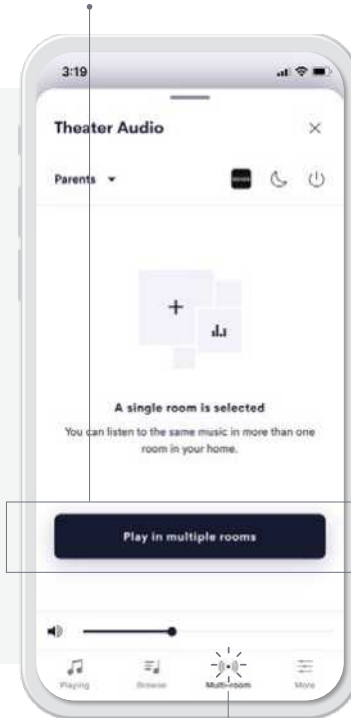 3:19
Theater Audio
Parents
A single room is selected
You can listen to the same music in more than one
room in your home.
Play in multiple rooms
Playing
Browse
Multi-room
More